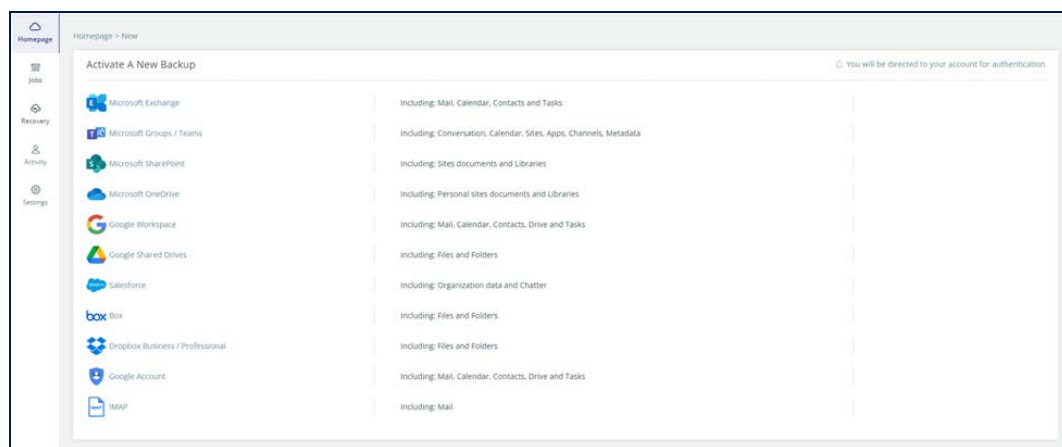 Homepage
Jobs
Recovery
Activity
Settings
Homepage > New
Activate A New Backup
You will be directed to your account for authentication
Microsoft Exchange Including: Mail, Calendar, Contacts and Tasks
Microsoft Groups / Teams Including: Conversation, Calendar, Sites, Apps, Channels, Metadata
Microsoft SharePoint Including: Sites documents and Libraries
Microsoft OneDrive Including: Personal sites documents and Libraries
Google Workspace Including: Mail, Calendar, Contacts, Drive and Tasks
Google Shared Drives Including: Files and Folders
Salesforce Including: Organization data and Chatter
box Box Including: Files and Folders
Dropbox Business / Professional Including: Files and Folders
Google Account Including: Mail, Calendar, Contacts, Drive and Tasks
IMAP IMAP Including: Mail